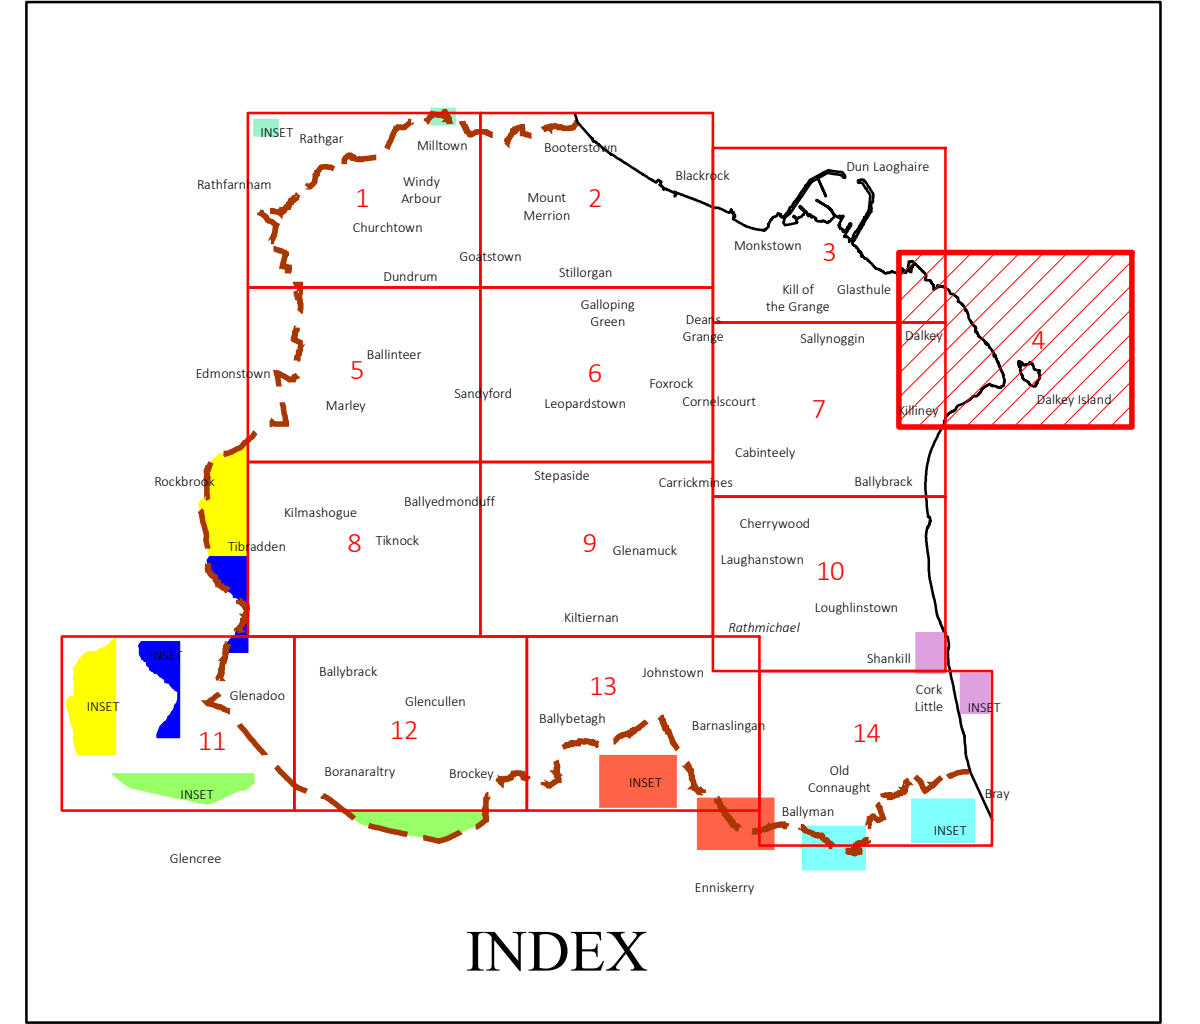 INSET
Rathgar
Milltown
Booterstown
Rathfarnham
Windy
Arbour
1
Churchtown
Mount
Merrion
2
Blackrock
Dun Laoghaire
Goatstown
Dundrum
Stillorgan
Monkstown
3
Kill of
the Grange
Glasthule
Galloping
Green
Deans
Grange
Sallynoggin
Dalkey
4
Dalkey Island
Killiney
Edmonstown
Ballinteer
5
Marley
Sandyford
6
Leopardstown
Foxrock
Cornelscourt
7
Cabinteely
Ballybrack
Rockbrook
Kilmashogue
Ballyedmonduff
Tibradden
8
Tiknock
Stepaside
Carrickmines
9
Glenamuck
Kiltiernan
Cherrywood
Laughanstown
10
Loughlinstown
Rathmichael
Shankill
INSET
INSET
Glenadoo
11
INSET
Ballybrack
Glencullen
12
Boranaraltry
Brockey
Johnstown
13
Ballybetagh
Barnaslingan
INSET
Cork
Little
INSET
14
Old
Connaught
Ballyman
Bray
INSET
Glencree
Enniskerry
INDEX